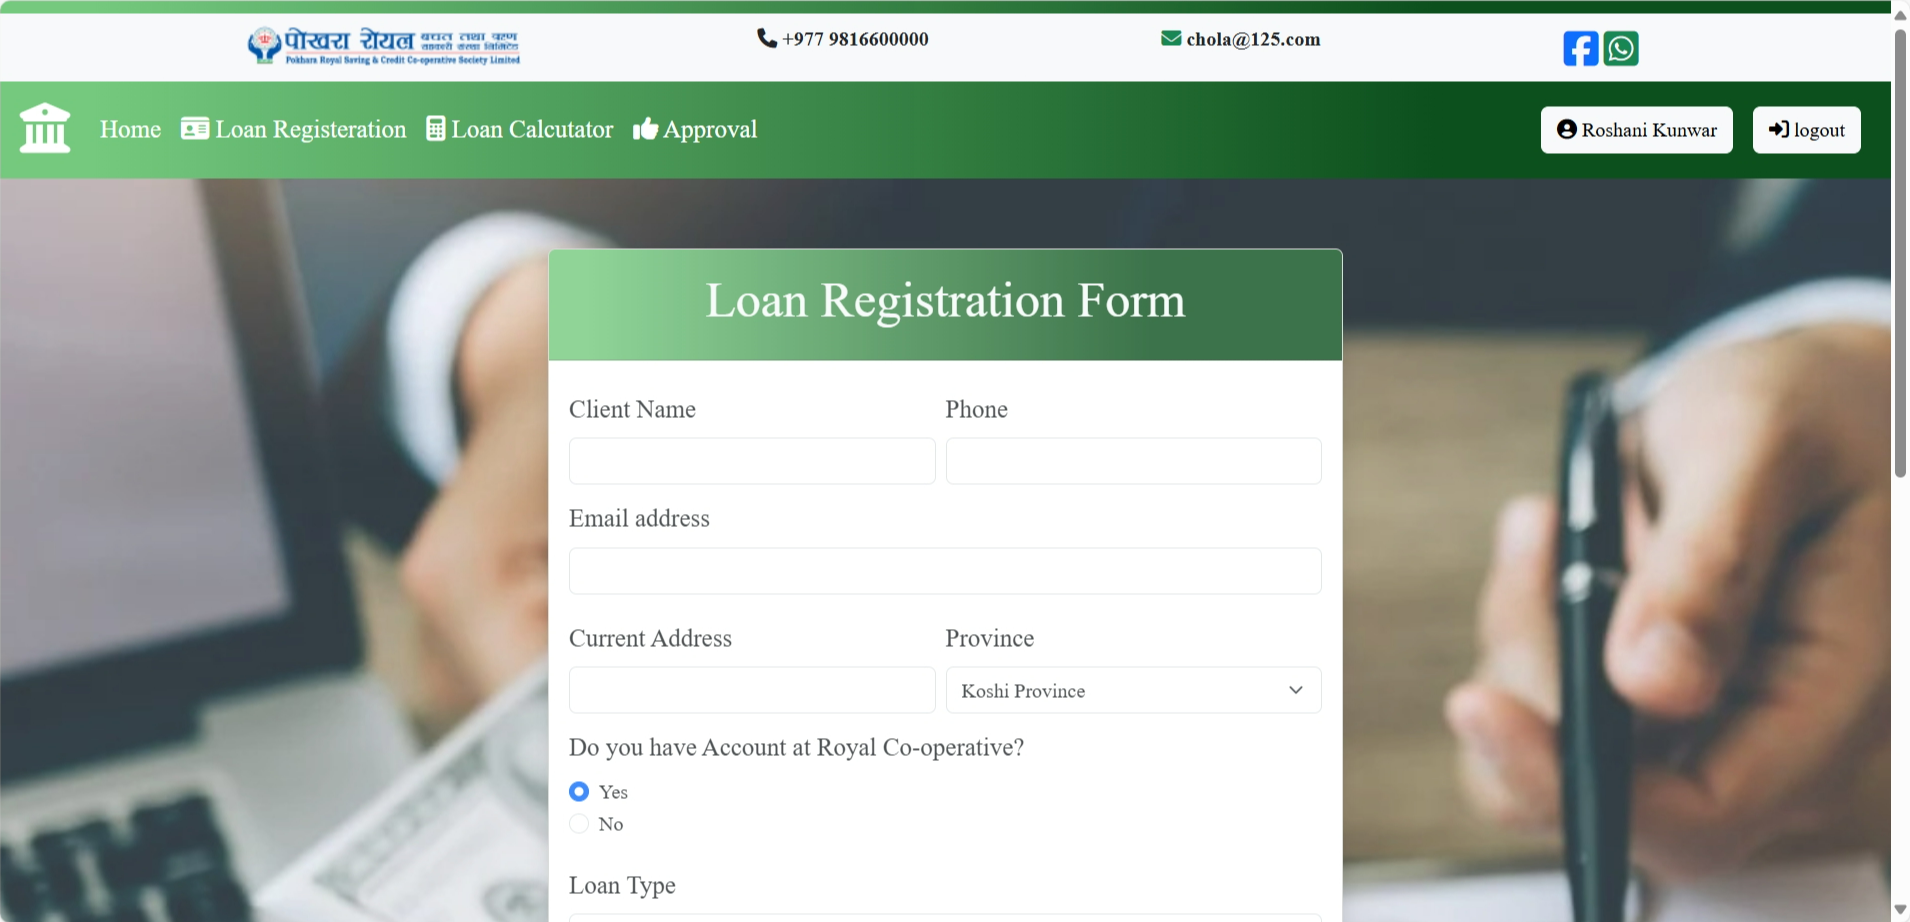 पोखरा रोयल बचत तथा ऋण
सहकारी संस्था लिमिटेड
Pokhara Royal Saving & Credit Co-operative Society Limited
+977 9816600000
chola@125.com
Home
Loan Registeration
Loan Calcutator
Approval
Roshani Kunwar
logout
Loan Registration Form
Client Name
Phone
Email address
Current Address
Province
Koshi Province
Do you have Account at Royal Co-operative?
Yes
No
Loan Type